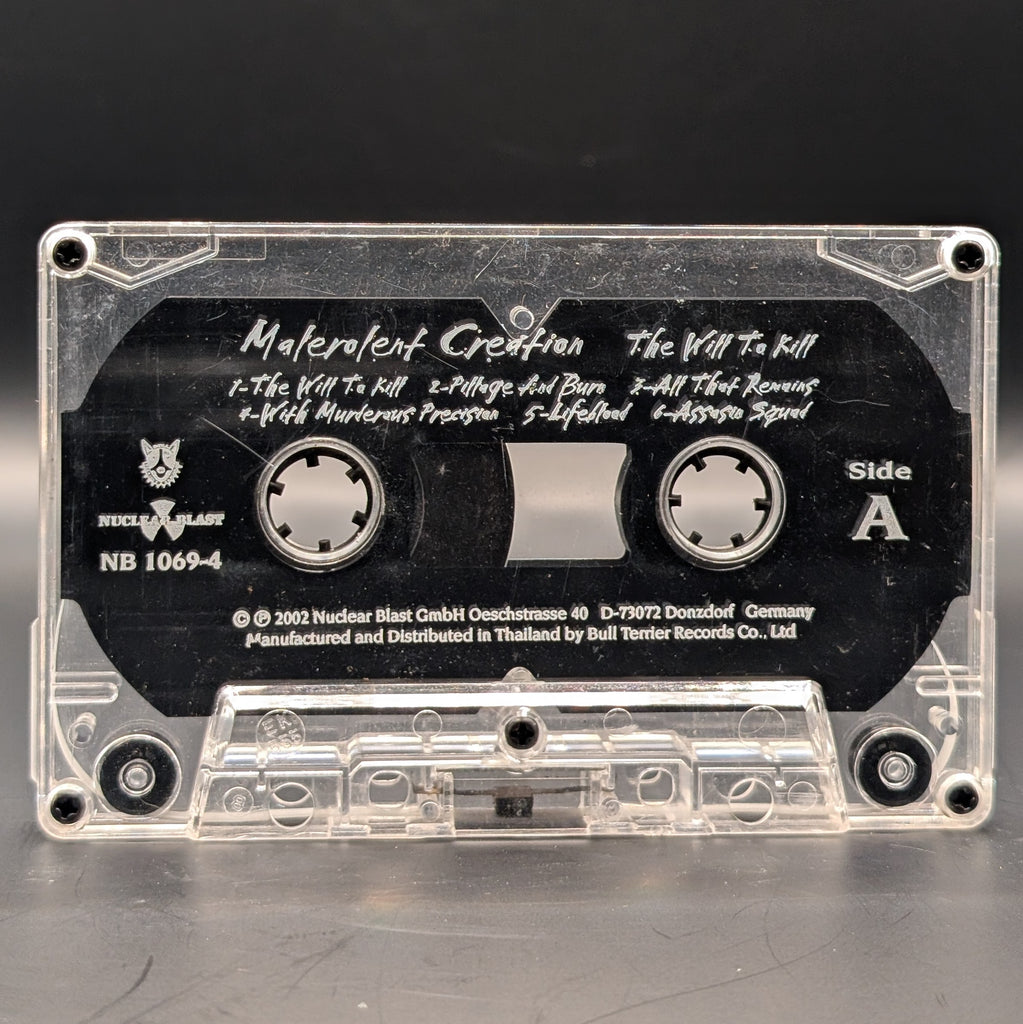 Malevolent Creation The Will To Kill
1-The Will To Kill 2-Pillage And Burn 3-All That Remains
4-With Murderous Precision 5-Lifeblood 6-Assasin Squad
Side
A
NUCLEAR BLAST
NB 1069-4
© ℗ 2002 Nuclear Blast GmbH Oeschstrasse 40 D-73072 Donzdorf Germany
Manufactured and Distributed in Thailand by Bull Terrier Records Co., Ltd